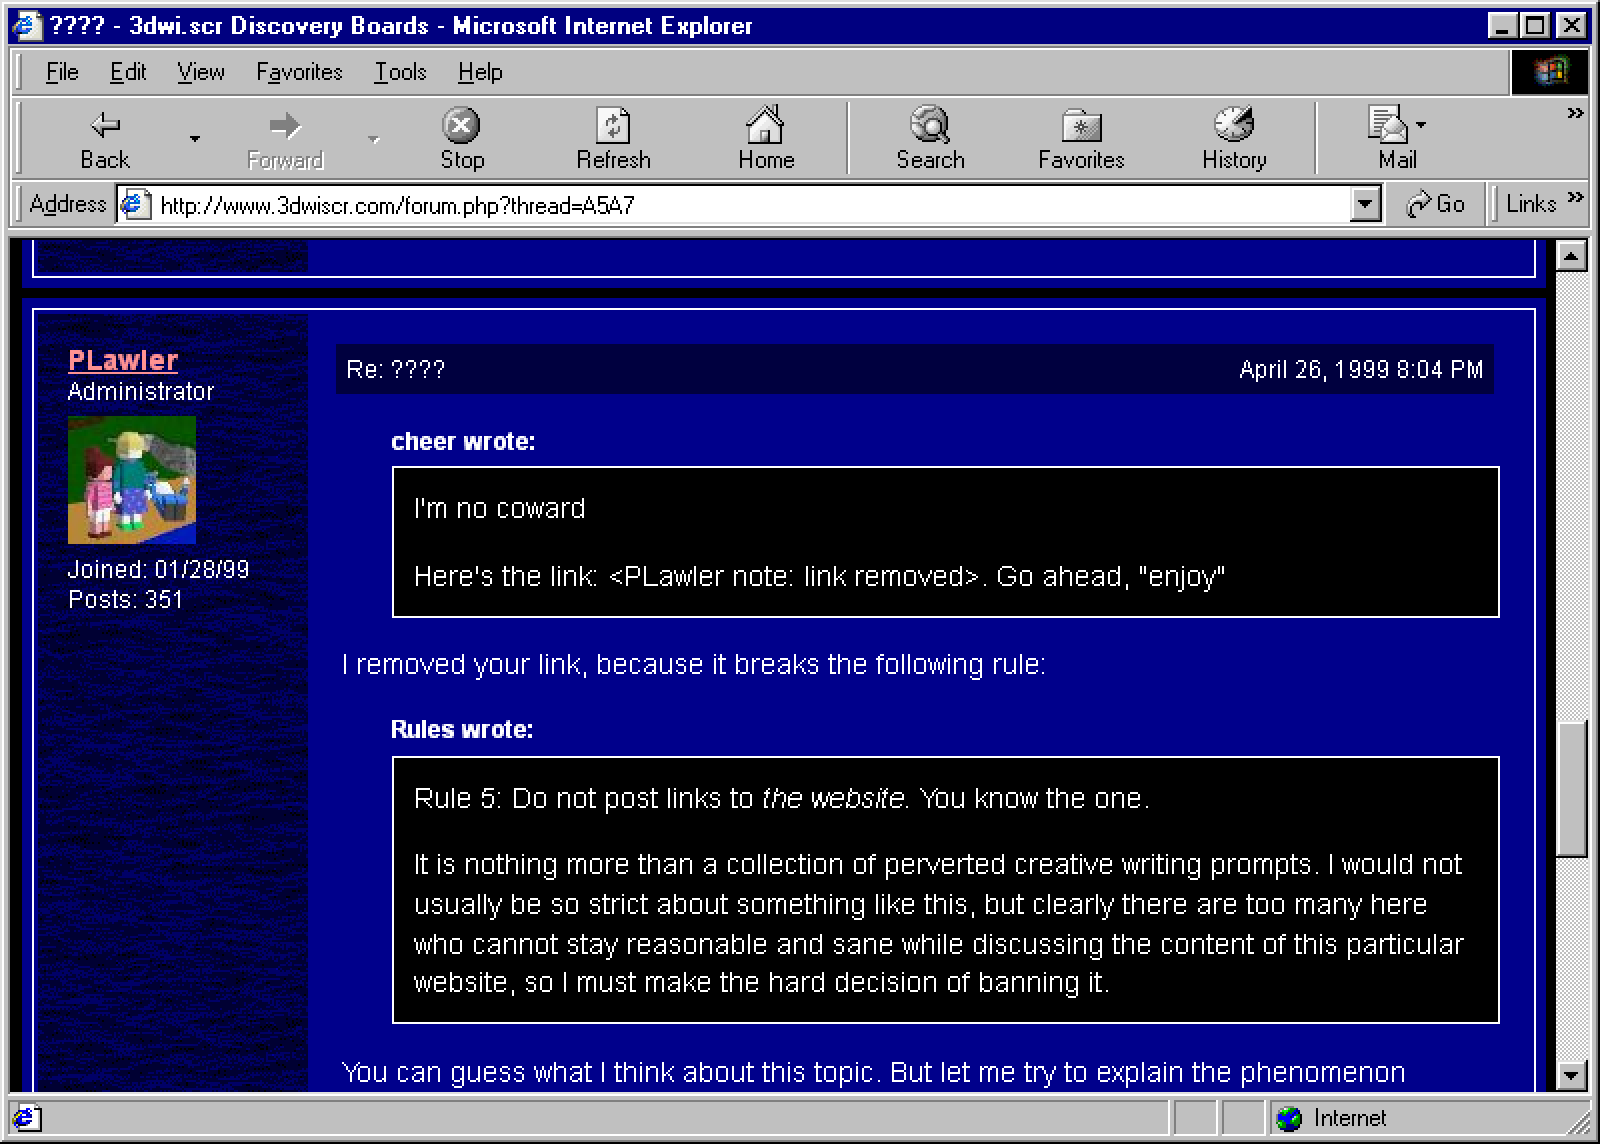 ???? - 3dwi.scr Discovery Boards - Microsoft Internet Explorer
File Edit View Favorites Tools Help
Back Forward Stop Refresh Home Search Favorites History Mail »
Address http://www.3dwiscr.com/forum.php?thread=A5A7 Go Links »
PLawler
Administrator
Joined: 01/28/99
Posts: 351
Re: ???? April 26, 1999 8:04 PM
cheer wrote:
I'm no coward
Here's the link: <PLawler note: link removed>. Go ahead, "enjoy"
I removed your link, because it breaks the following rule:
Rules wrote:
Rule 5: Do not post links to the website. You know the one.
It is nothing more than a collection of perverted creative writing prompts. I would not
usually be so strict about something like this, but clearly there are too many here
who cannot stay reasonable and sane while discussing the content of this particular
website, so I must make the hard decision of banning it.
You can guess what I think about this topic. But let me try to explain the phenomenon
Internet